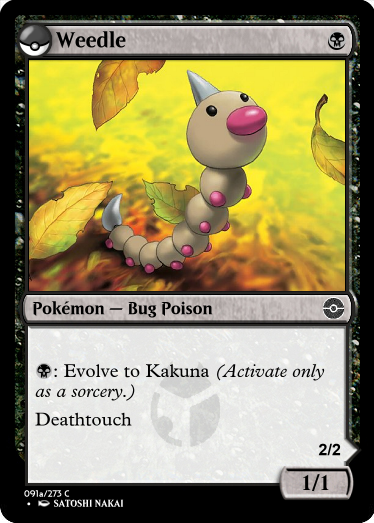 Weedle
Pokémon — Bug Poison
: Evolve to Kakuna (Activate only
as a sorcery.)
Deathtouch
2/2
1/1
091a/273 C
• SATOSHI NAKAI